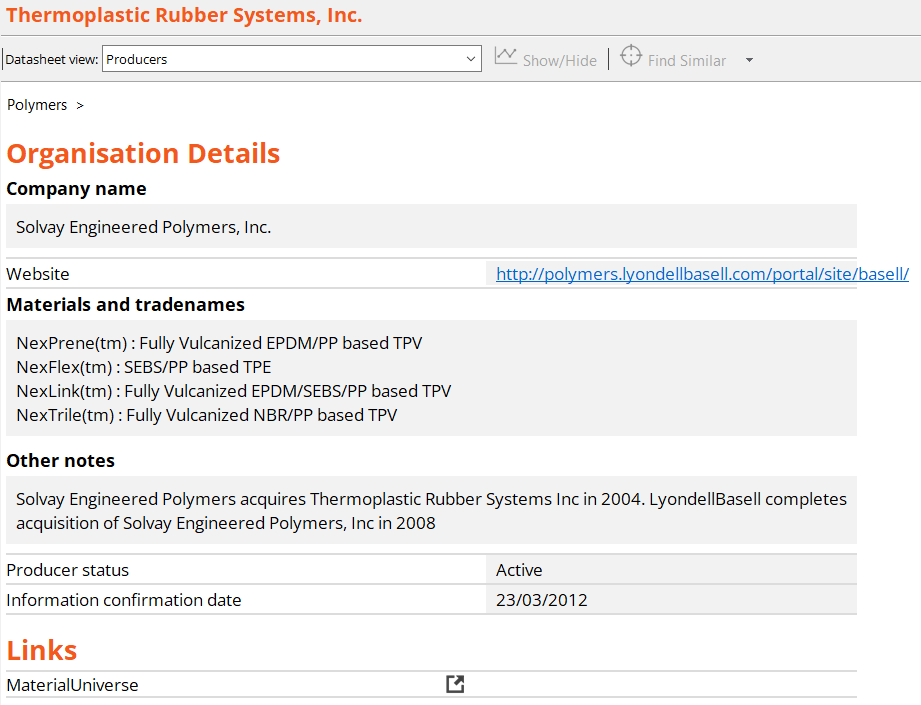 Thermoplastic Rubber Systems, Inc.
Datasheet view: Producers Show/Hide Find Similar
Polymers >
Organisation Details
Company name
Solvay Engineered Polymers, Inc.
Website http://polymers.lyondellbasell.com/portal/site/basell/
Materials and tradenames
NexPrene(tm) : Fully Vulcanized EPDM/PP based TPV
NexFlex(tm) : SEBS/PP based TPE
NexLink(tm) : Fully Vulcanized EPDM/SEBS/PP based TPV
NexTrile(tm) : Fully Vulcanized NBR/PP based TPV
Other notes
Solvay Engineered Polymers acquires Thermoplastic Rubber Systems Inc in 2004. LyondellBasell completes
acquisition of Solvay Engineered Polymers, Inc in 2008
Producer status Active
Information confirmation date 23/03/2012
Links
MaterialUniverse